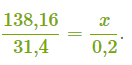 138,16/31,4 = x/0,2.